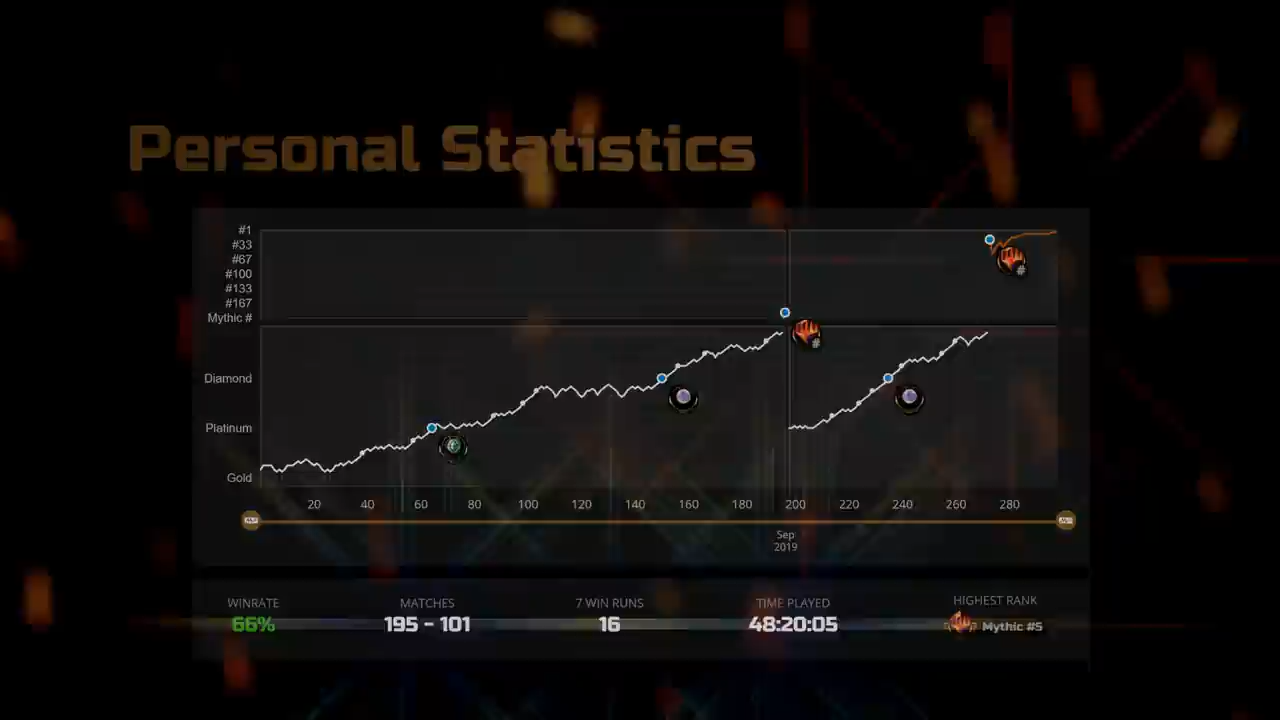 Personal Statistics
#1
#33
#67
#100
#133
#167
Mythic #
Diamond
Platinum
Gold
20 40 60 80 100 120 140 160 180 200 220 240 260 280
Sep
2019
WINRATE MATCHES 7 WIN RUNS TIME PLAYED HIGHEST RANK
66% 195 - 101 16 48:20:05 Mythic #5